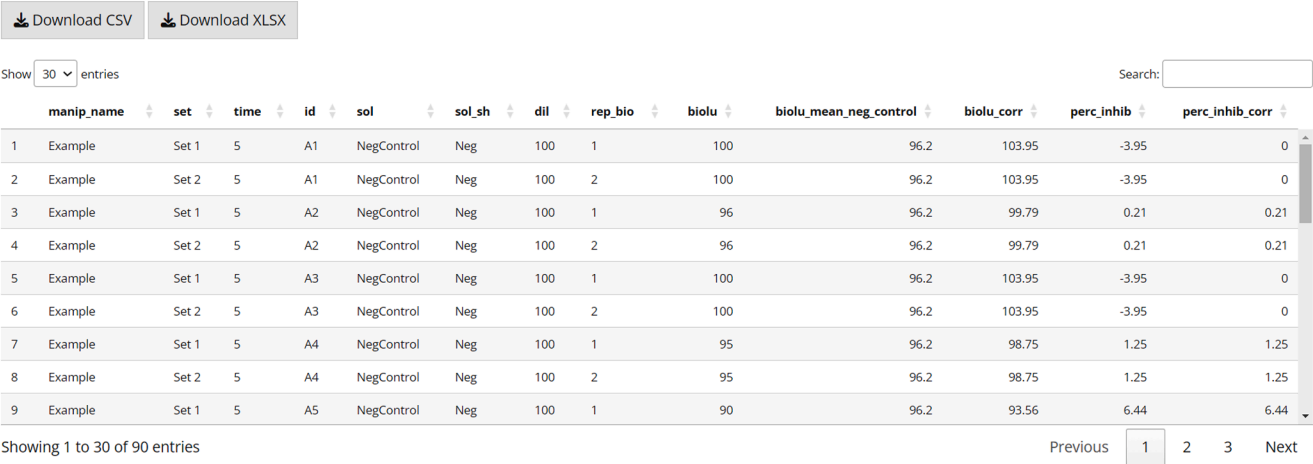 Download CSV Download XLSX
Show 30 entries Search:
manip_name set time id sol sol_sh dil rep_bio biolu biolu_mean_neg_control biolu_corr perc_inhib perc_inhib_corr
1 Example Set 1 5 A1 NegControl Neg 100 1 100 96.2 103.95 -3.95 0
2 Example Set 2 5 A1 NegControl Neg 100 2 100 96.2 103.95 -3.95 0
3 Example Set 1 5 A2 NegControl Neg 100 1 96 96.2 99.79 0.21 0.21
4 Example Set 2 5 A2 NegControl Neg 100 2 96 96.2 99.79 0.21 0.21
5 Example Set 1 5 A3 NegControl Neg 100 1 100 96.2 103.95 -3.95 0
6 Example Set 2 5 A3 NegControl Neg 100 2 100 96.2 103.95 -3.95 0
7 Example Set 1 5 A4 NegControl Neg 100 1 95 96.2 98.75 1.25 1.25
8 Example Set 2 5 A4 NegControl Neg 100 2 95 96.2 98.75 1.25 1.25
9 Example Set 1 5 A5 NegControl Neg 100 1 90 96.2 93.56 6.44 6.44
Showing 1 to 30 of 90 entries Previous 1 2 3 Next